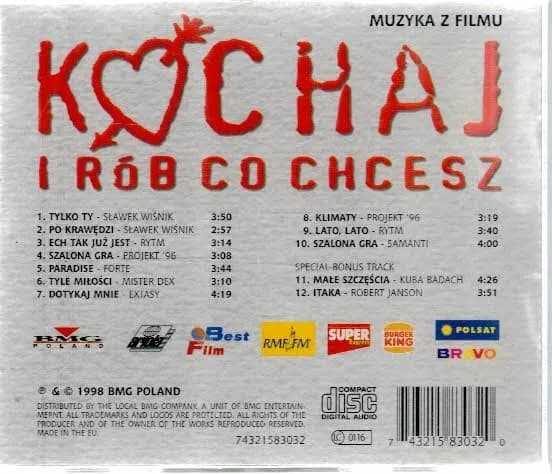 MUZYKA Z FILMU
KOCHAJ
I RÓB CO CHCESZ
1. TYLKO TY - SŁAWEK WIŚNIK 3:50
2. PO KRAWĘDZI - SŁAWEK WIŚNIK 2:57
3. ECH TAK JUŻ JEST - RYTM 3:14
4. SZALONA GRA - PROJEKT '96 3:08
5. PARADISE - FORTE 3:44
6. TYLE MIŁOŚCI - MISTER DEX 3:10
7. DOTYKAJ MNIE - EXTASY 4:19
8. KLIMATY - PROJEKT '96 3:19
9. LATO, LATO - RYTM 3:40
10. SZALONA GRA - SAMANTI 4:00
SPECIAL BONUS TRACK
11. MAŁE SZCZĘŚCIA - KUBA BADACH 4:26
12. ITAKA - ROBERT JANSON 3:51
BMG
POLAND
Best
Film
RMF FM
SUPER
BURGER
KING
POLSAT
BRAVO
℗ & © 1998 BMG POLAND
DISTRIBUTED BY THE LOCAL BMG COMPANY, A UNIT OF BMG ENTERTAIN-
MERNT. ALL TRADEMARKS AND LOGOS ARE PROTECTED. ALL RIGHTS OF THE
PRODUCER AND OF THE OWNER OF THE WORKS REPRODUCED RESERVED.
MADE IN THE EU.
74321583032
COMPACT
disc
DIGITAL AUDIO
LC 0116
7 43215 83032 0